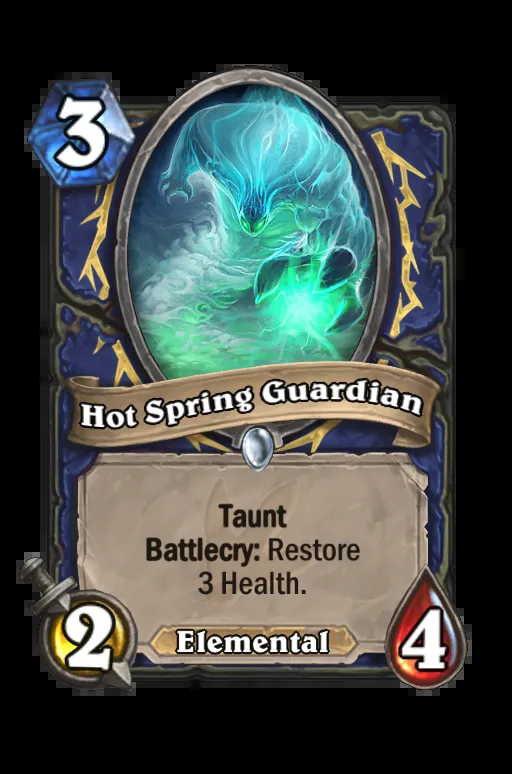 3
Hot Spring Guardian
Taunt
Battlecry: Restore
3 Health.
2
Elemental
4